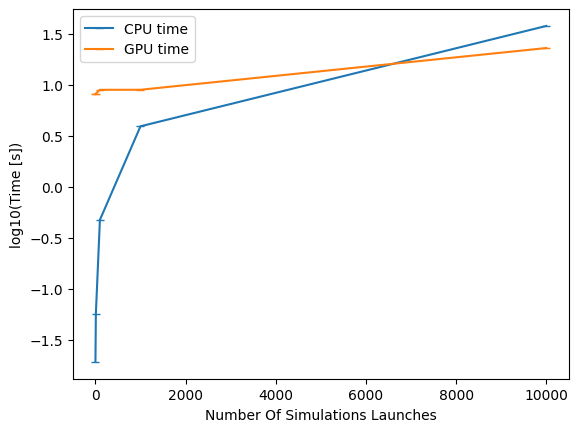 CPU time
GPU time
1.5
1.0
0.5
0.0
−0.5
−1.0
−1.5
log10(Time [s])
0 2000 4000 6000 8000 10000
Number Of Simulations Launches